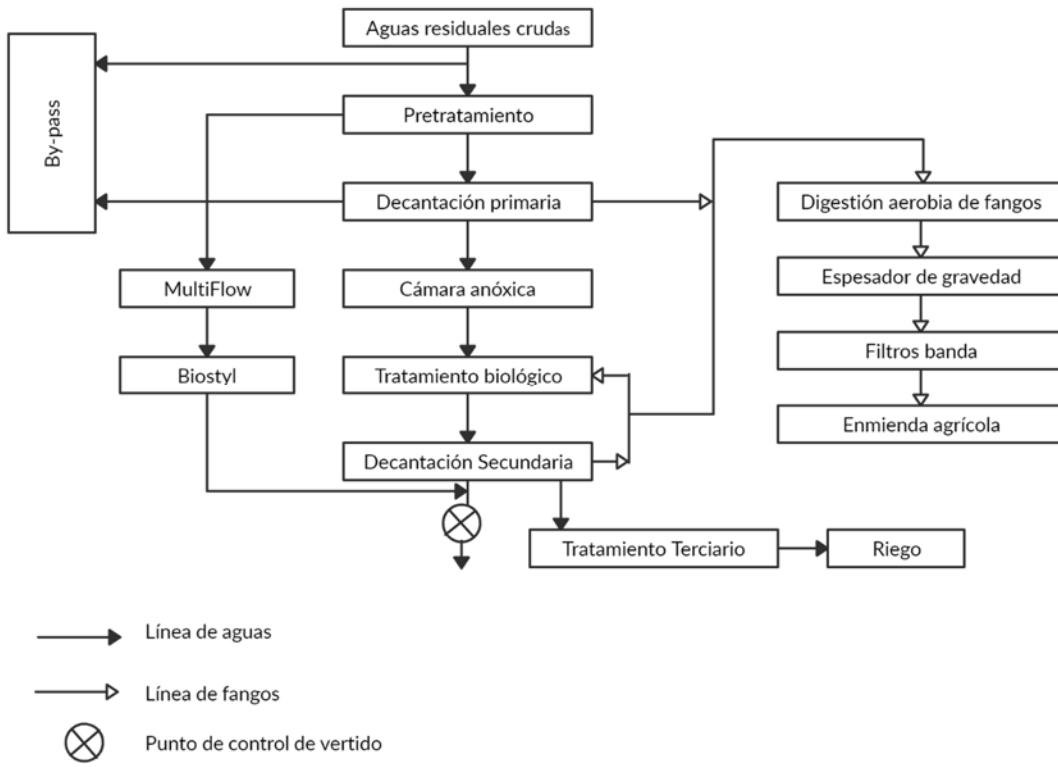 Aguas residuales crudas
By-pass
Pretratamiento
Decantación primaria
Digestión aerobia de fangos
MultiFlow
Cámara anóxica
Espesador de gravedad
Biostyl
Tratamiento biológico
Filtros banda
Enmienda agrícola
Decantación Secundaria
Tratamiento Terciario
Riego
Línea de aguas
Línea de fangos
Punto de control de vertido